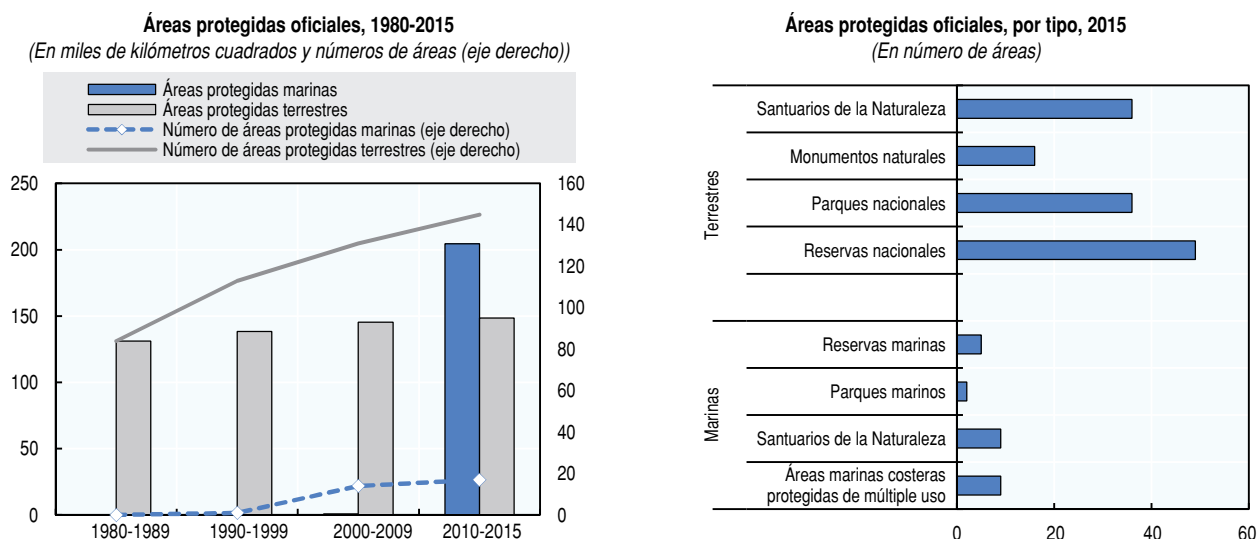 Áreas protegidas oficiales, 1980-2015
(En miles de kilómetros cuadrados y números de áreas (eje derecho))
Áreas protegidas marinas
Áreas protegidas terrestres
Número de áreas protegidas marinas (eje derecho)
Número de áreas protegidas terrestres (eje derecho)
250
200
150
100
50
0
160
140
120
100
80
60
40
20
0
1980-1989
1990-1999
2000-2009
2010-2015
Áreas protegidas oficiales, por tipo, 2015
(En número de áreas)
Terrestres
Santuarios de la Naturaleza
Monumentos naturales
Parques nacionales
Reservas nacionales
Marinas
Reservas marinas
Parques marinos
Santuarios de la Naturaleza
Áreas marinas costeras
protegidas de múltiple uso
0
20
40
60